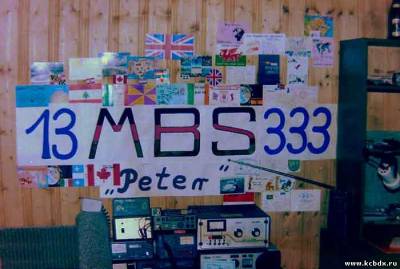 13 MBS 333
„Peter"
www.kcbdx.ru